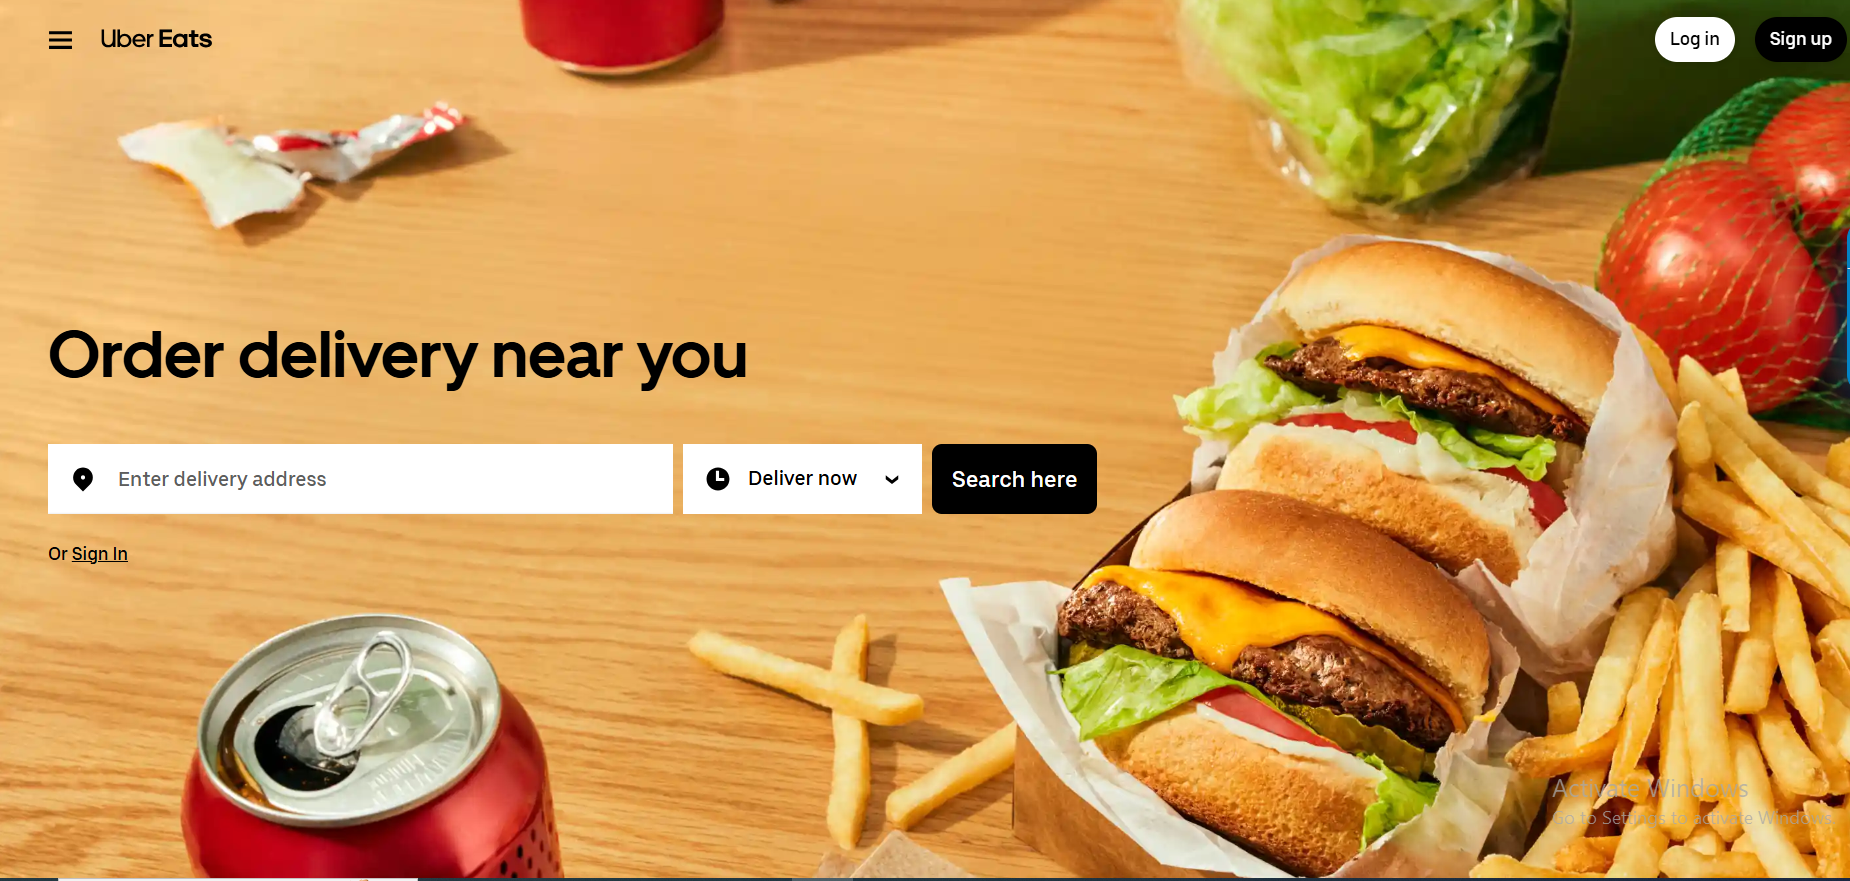 Uber Eats
Log in
Sign up
Order delivery near you
Enter delivery address
Deliver now
Search here
Or Sign In
Activate Windows
Go to Settings to activate Windows.